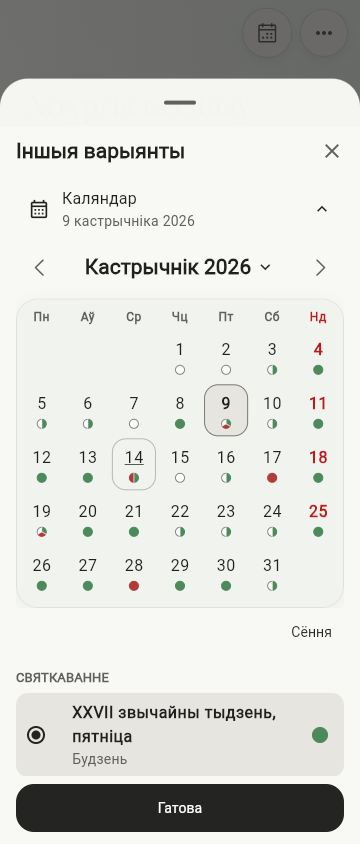 Іншыя варыянты
Каляндар
9 кастрычніка 2026
Кастрычнік 2026
Пн Аў Ср Чц Пт Сб Нд
1 2 3 4
5 6 7 8 9 10 11
12 13 14 15 16 17 18
19 20 21 22 23 24 25
26 27 28 29 30 31
Сёння
СВЯТКАВАННЕ
XXVII звычайны тыдзень,
пятніца
Будзень
Гатова